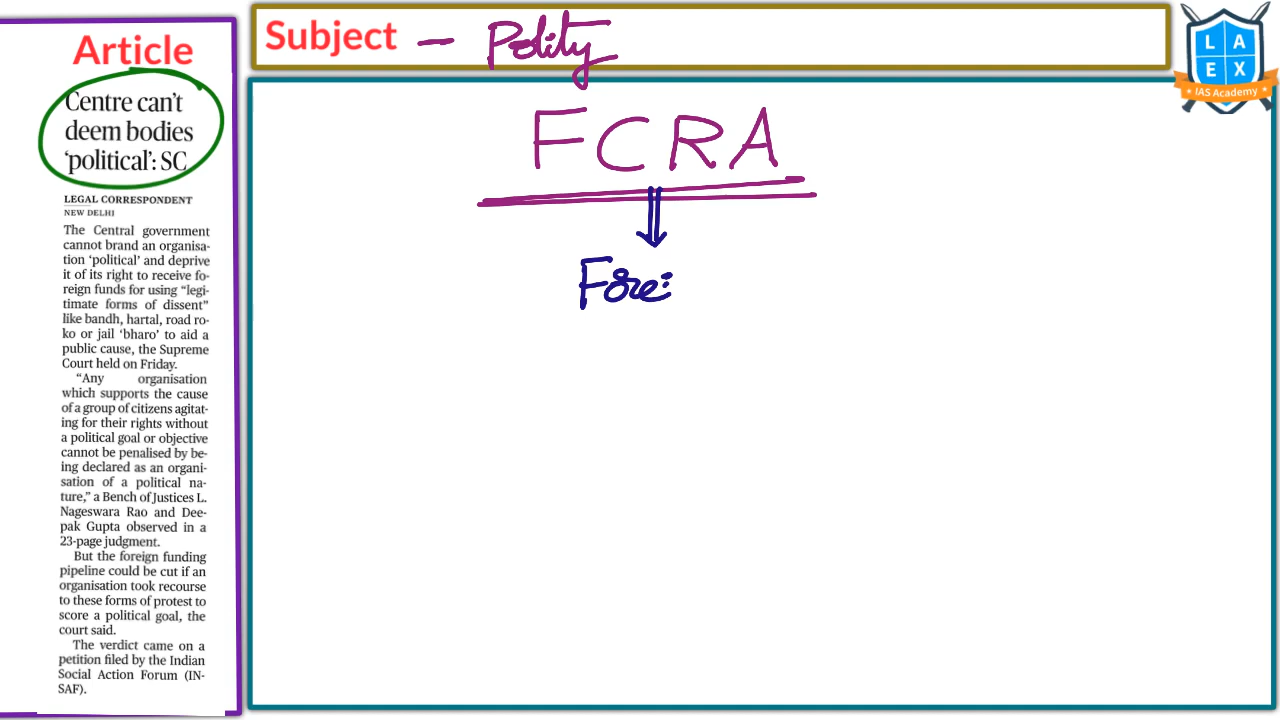 Article
Centre can't
deem bodies
'political': SC
LEGAL CORRESPONDENT
NEW DELHI
The Central government
cannot brand an organisa-
tion 'political' and deprive
it of its right to receive fo-
reign funds for using "legi-
timate forms of dissent"
like bandh, hartal, road ro-
ko or jail 'bharo' to aid a
public cause, the Supreme
Court held on Friday.
"Any organisation
which supports the cause
of a group of citizens agitat-
ing for their rights without
a political goal or objective
cannot be penalised by be-
ing declared as an organi-
sation of a political na-
ture," a Bench of Justices L.
Nageswara Rao and Dee-
pak Gupta observed in a
23-page judgment.
But the foreign funding
pipeline could be cut if an
organisation took recourse
to these forms of protest to
score a political goal, the
court said.
The verdict came on a
petition filed by the Indian
Social Action Forum (IN-
SAF).
Subject - Polity
FCRA
Forei
L A
E X
IAS Academy